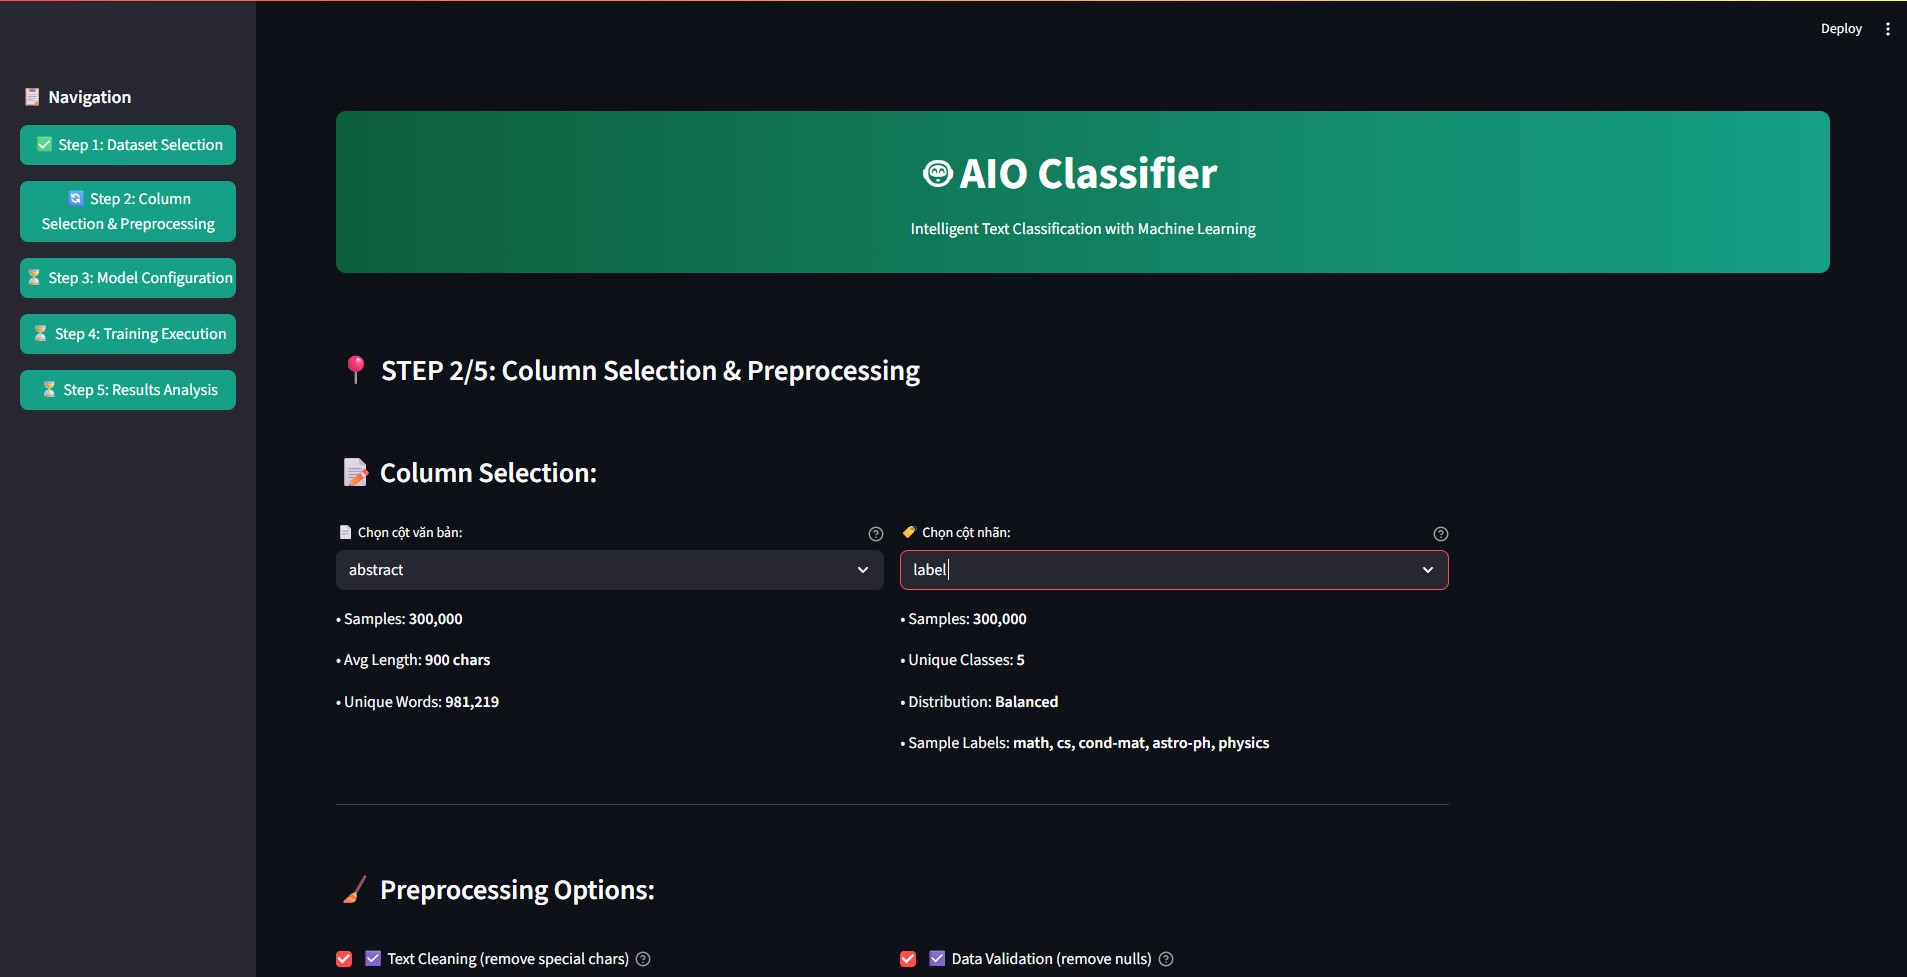 Deploy
Navigation
Step 1: Dataset Selection
Step 2: Column
Selection & Preprocessing
Step 3: Model Configuration
Step 4: Training Execution
Step 5: Results Analysis
AIO Classifier
Intelligent Text Classification with Machine Learning
STEP 2/5: Column Selection & Preprocessing
Column Selection:
Chọn cột văn bản:
abstract
• Samples: 300,000
• Avg Length: 900 chars
• Unique Words: 981,219
Chọn cột nhãn:
label
• Samples: 300,000
• Unique Classes: 5
• Distribution: Balanced
• Sample Labels: math, cs, cond-mat, astro-ph, physics
Preprocessing Options:
Text Cleaning (remove special chars)
Data Validation (remove nulls)